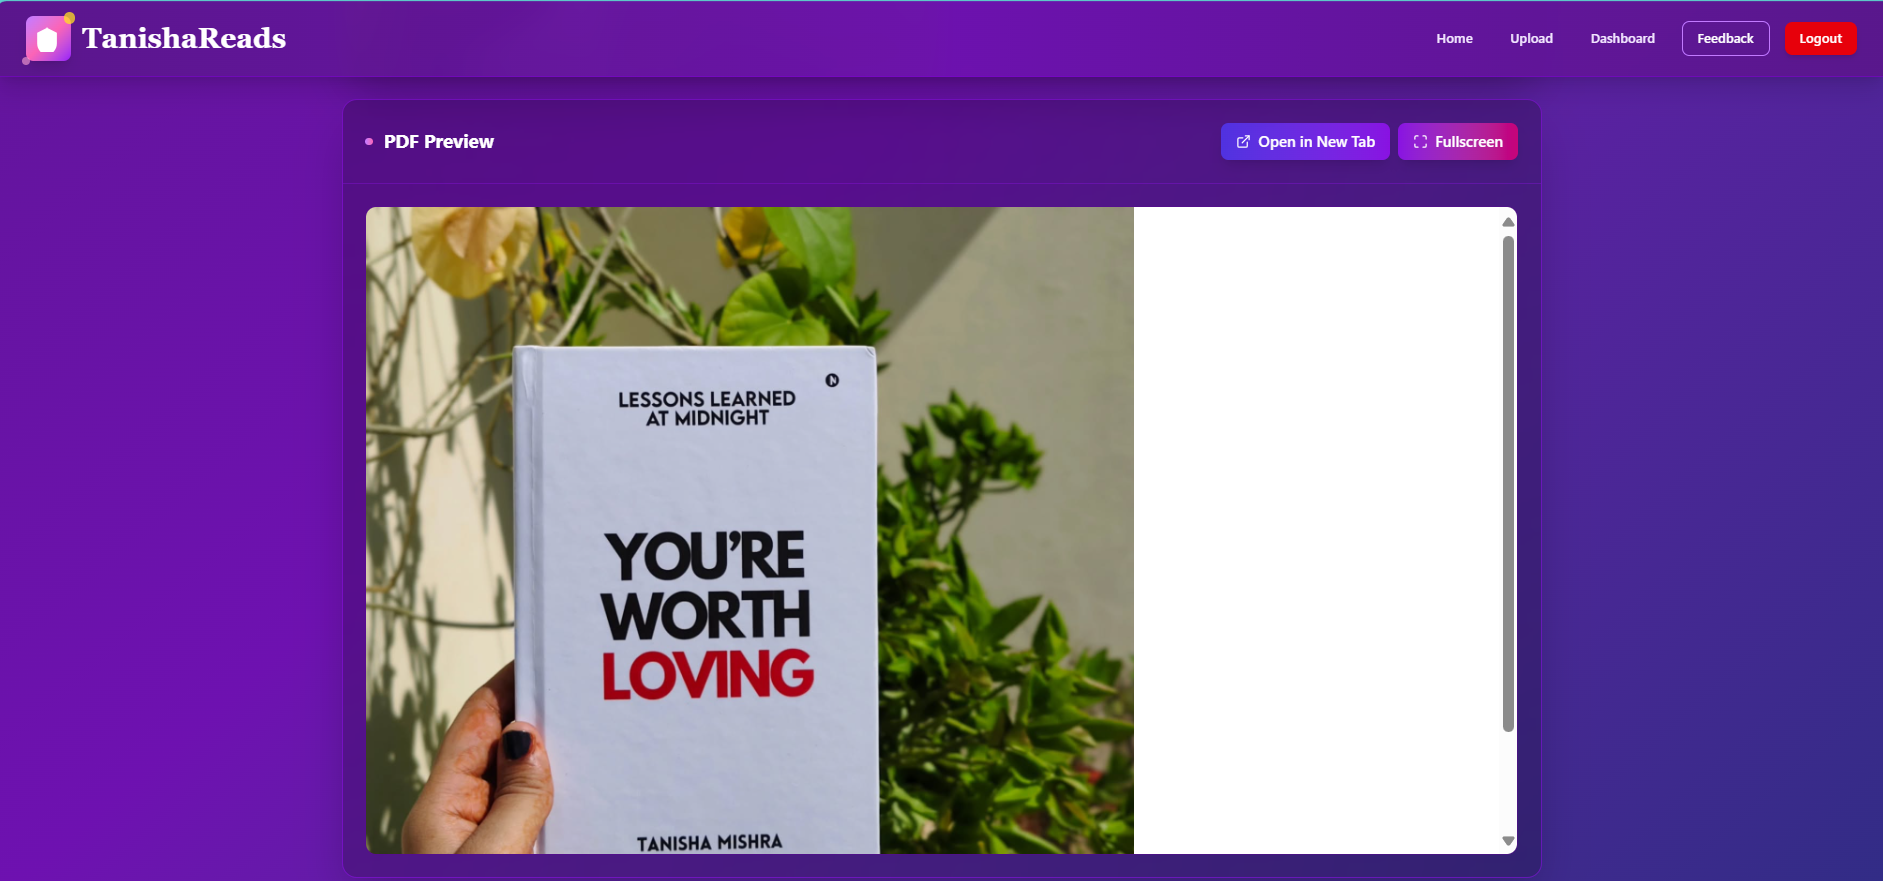 TanishaReads
Home
Upload
Dashboard
Feedback
Logout
PDF Preview
Open in New Tab
Fullscreen
N
LESSONS LEARNED
AT MIDNIGHT
YOU'RE
WORTH
LOVING
TANISHA MISHRA